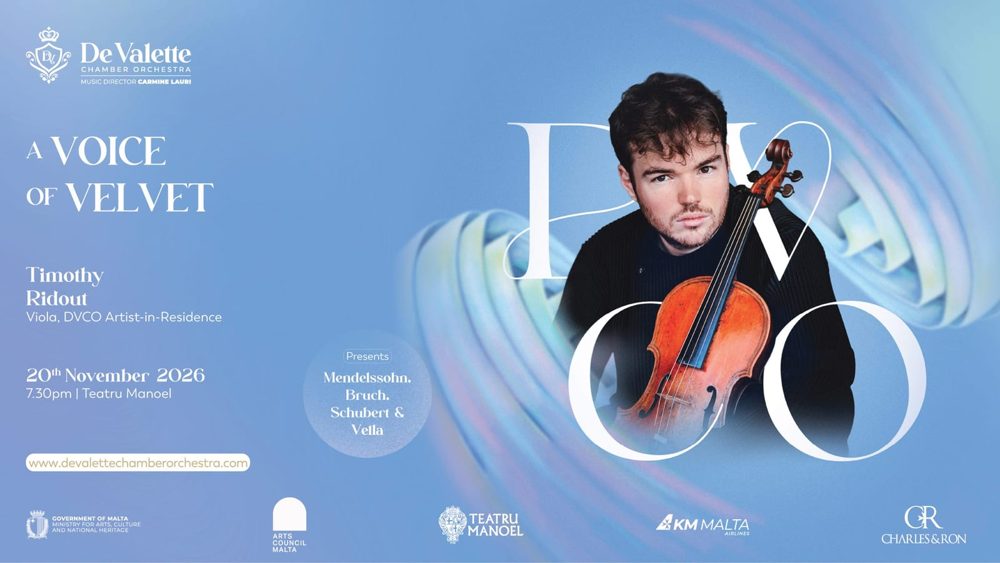 De Valette
CHAMBER ORCHESTRA
MUSIC DIRECTOR CARMINE LAURI
A VOICE
OF VELVET
Timothy
Ridout
Viola, DVCO Artist-in-Residence
20th November 2026
7.30pm | Teatru Manoel
www.devalettechamberorchestra.com
Presents
Mendelssohn,
Bruch,
Schubert &
Vella
DV
CO
GOVERNMENT OF MALTA
MINISTRY FOR ARTS, CULTURE
AND NATIONAL HERITAGE
ARTS
COUNCIL
MALTA
TEATRU
MANOEL
KM MALTA
AIRLINES
CR
CHARLES & RON